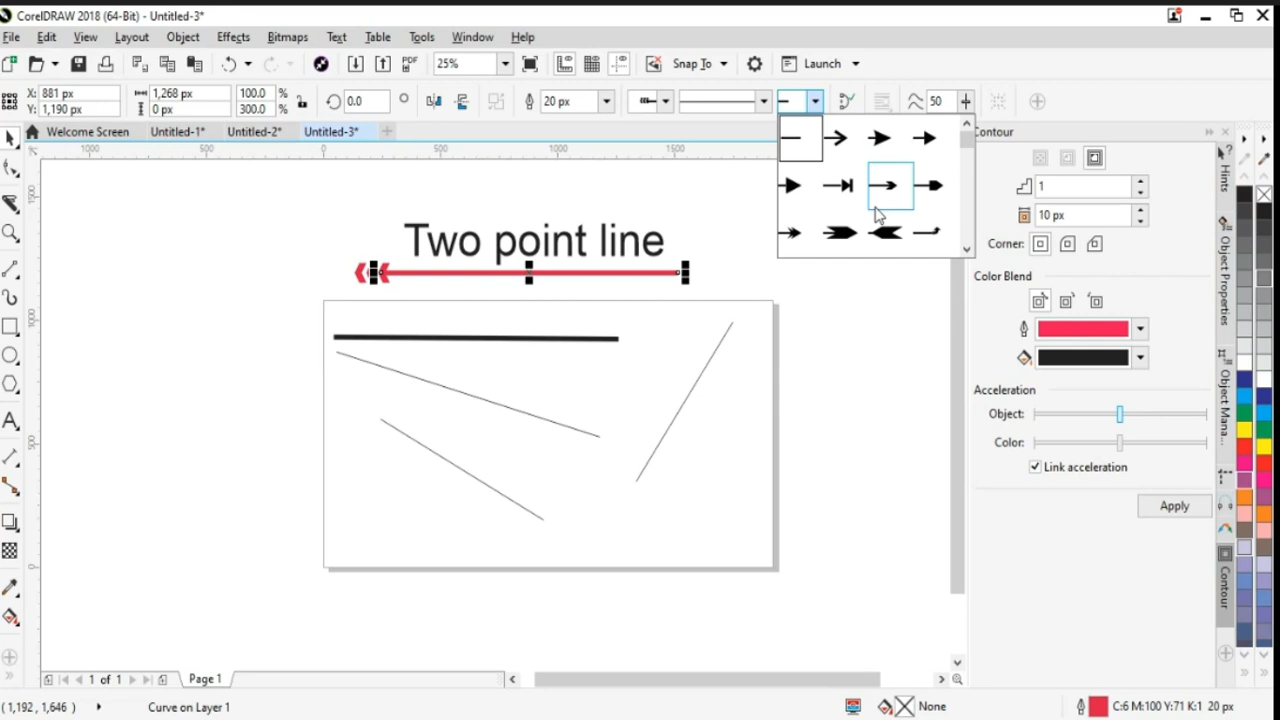 CorelDRAW 2018 (64-Bit) - Untitled-3*
File Edit View Layout Object Effects Bitmaps Text Table Tools Window Help
PDF 25% Snap To Launch
X: 881 px 1,268 px 100.0 % 0.0 ° 20 px 50
Y: 1,190 px 0 px 300.0 %
Welcome Screen Untitled-1* Untitled-2* Untitled-3*
1000 500 0 500 1000 1500
1500
1000
500
0
Two point line
Contour
1
10 px
Corner:
Color Blend
Acceleration
Object:
Color:
Link acceleration
Apply
Hints
Object Properties
Object Mana...
Contour
1 of 1 Page 1
(1,192 , 1,646 ) Curve on Layer 1 None C:6 M:100 Y:71 K:1 20 px